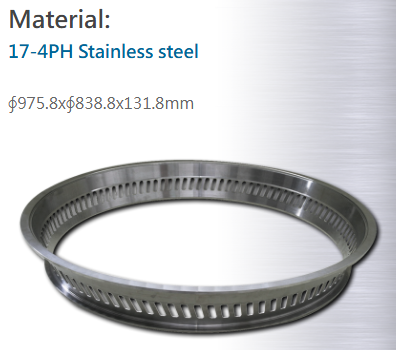 Material:
17-4PH Stainless steel
∮975.8x∮838.8x131.8mm